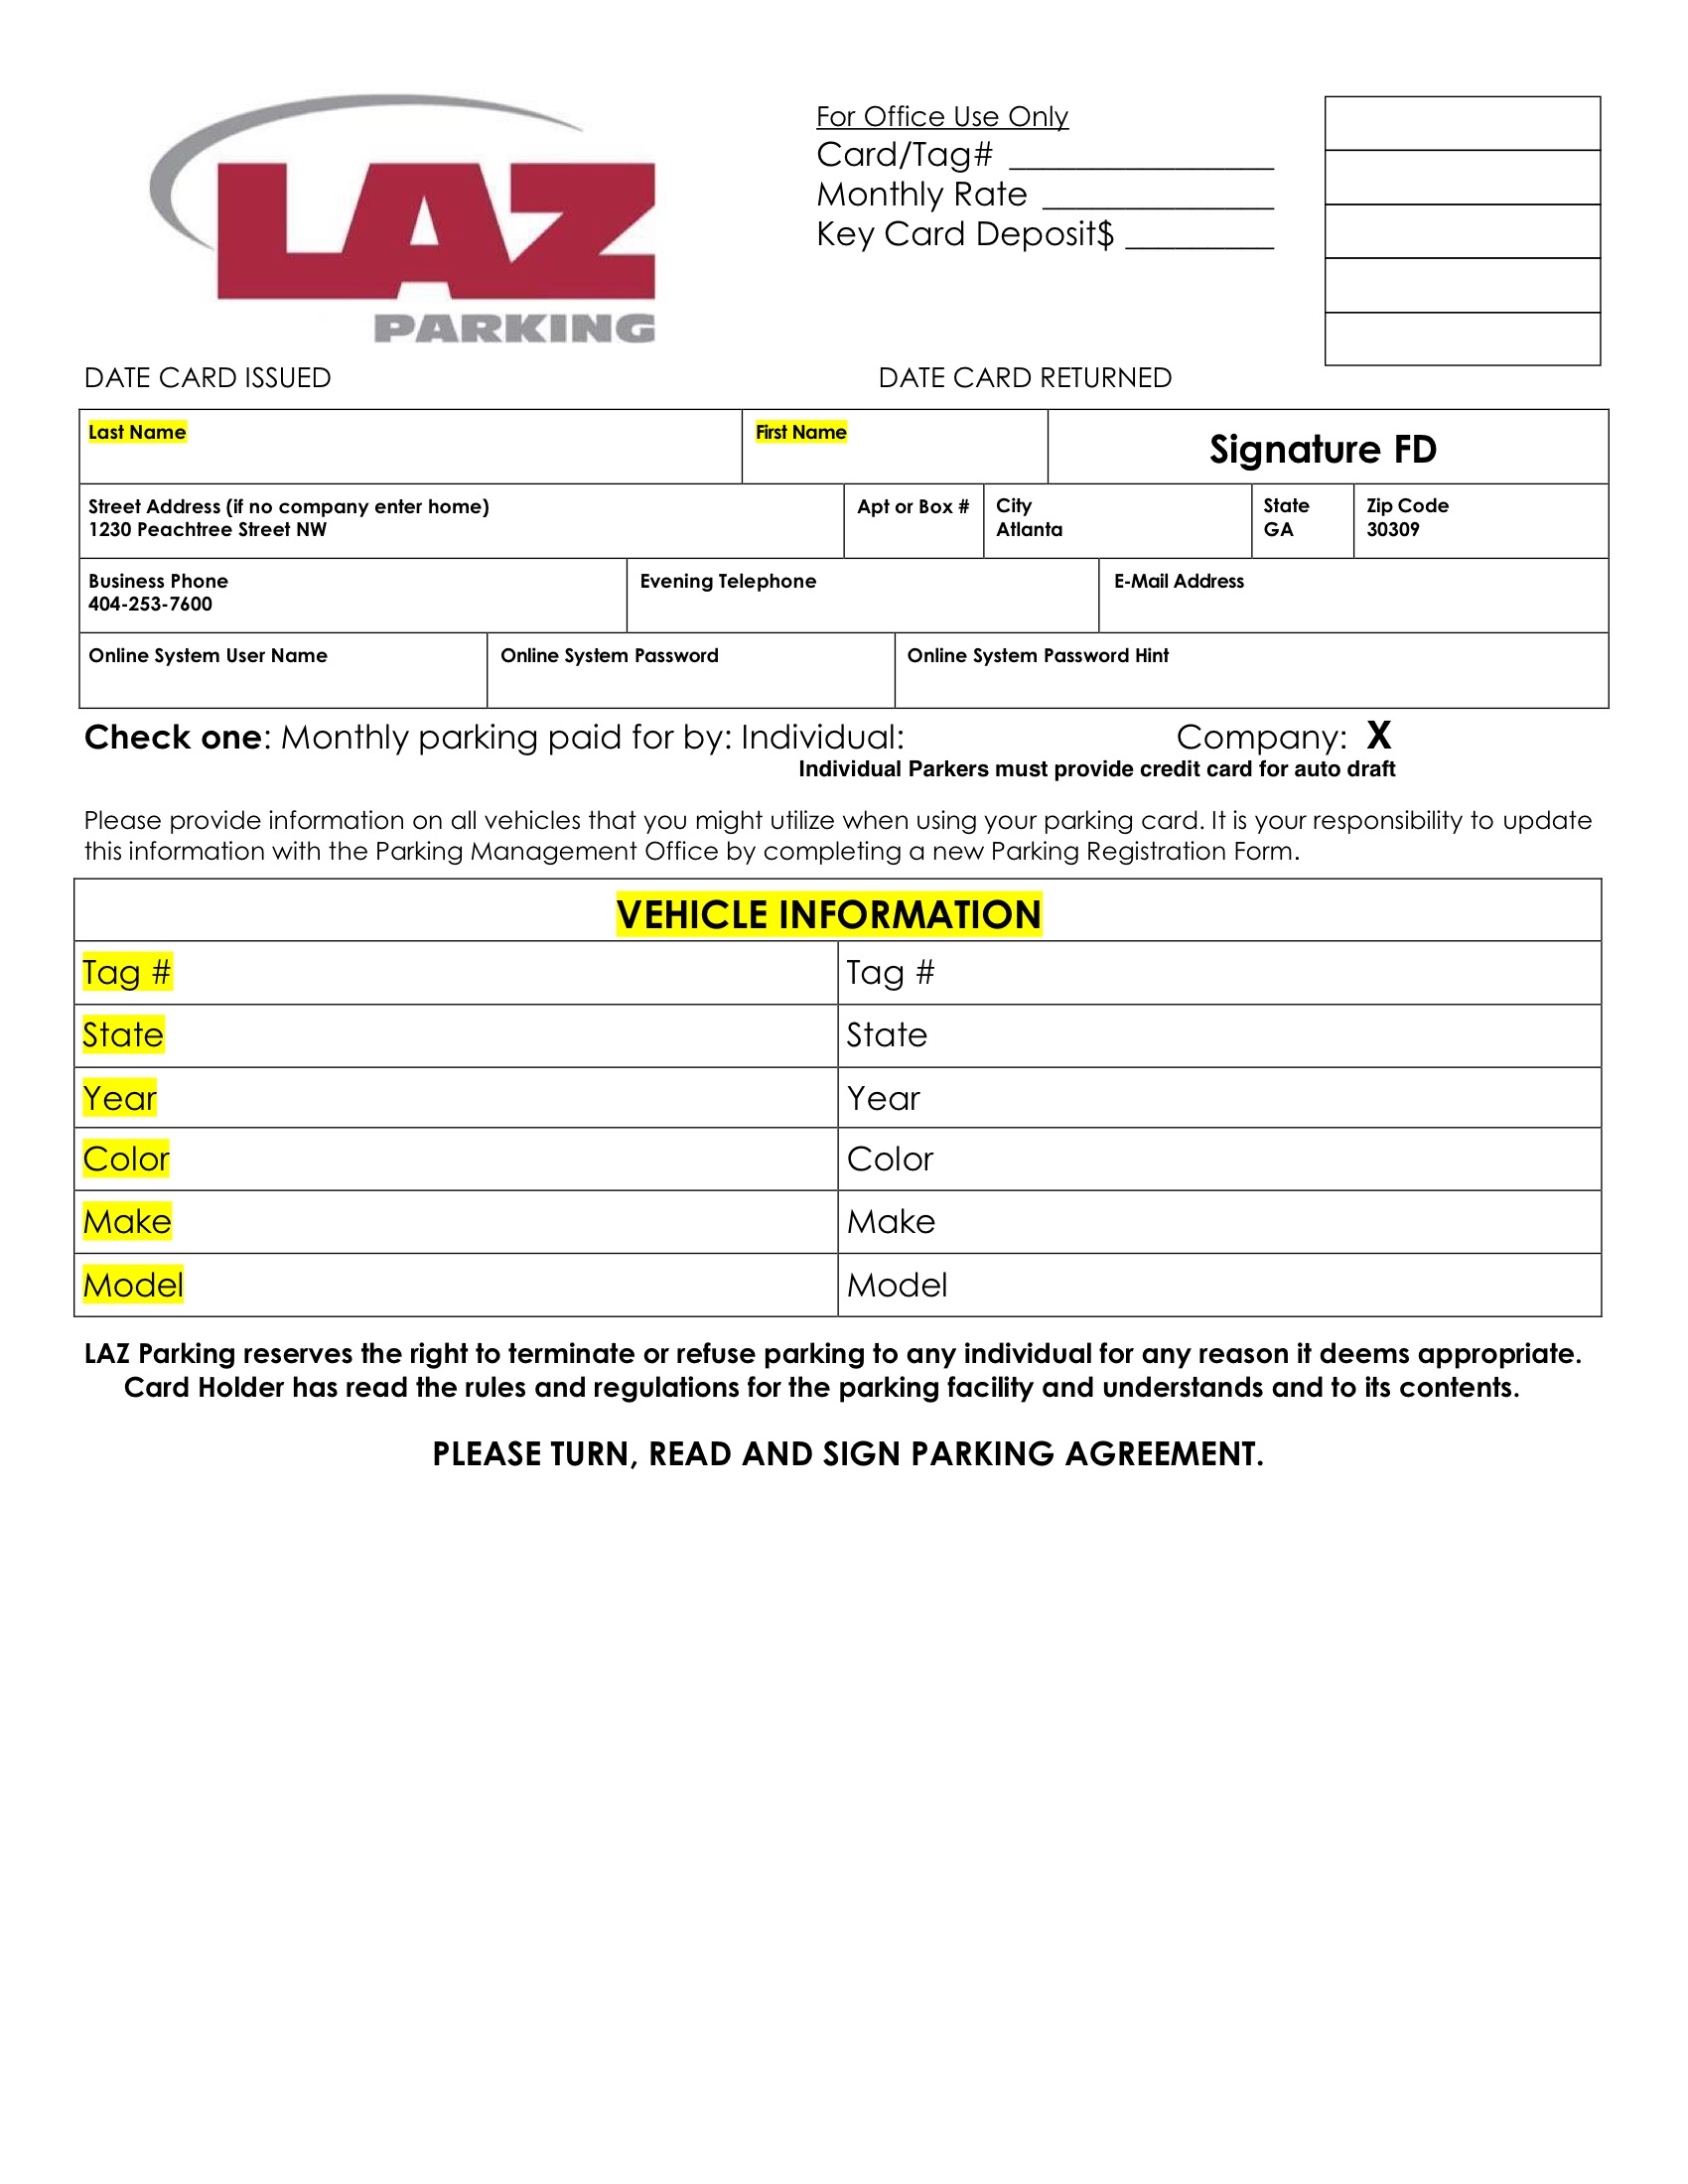 LAZ
PARKING
For Office Use Only
Card/Tag# ________________
Monthly Rate ______________
Key Card Deposit$ _________
DATE CARD ISSUED DATE CARD RETURNED
Last Name First Name Signature FD
Street Address (if no company enter home) Apt or Box # City State Zip Code
1230 Peachtree Street NW Atlanta GA 30309
Business Phone Evening Telephone E-Mail Address
404-253-7600
Online System User Name Online System Password Online System Password Hint
Check one: Monthly parking paid for by: Individual: Company: X
Individual Parkers must provide credit card for auto draft
Please provide information on all vehicles that you might utilize when using your parking card. It is your responsibility to update
this information with the Parking Management Office by completing a new Parking Registration Form.
VEHICLE INFORMATION
Tag # Tag #
State State
Year Year
Color Color
Make Make
Model Model
LAZ Parking reserves the right to terminate or refuse parking to any individual for any reason it deems appropriate.
Card Holder has read the rules and regulations for the parking facility and understands and to its contents.
PLEASE TURN, READ AND SIGN PARKING AGREEMENT.